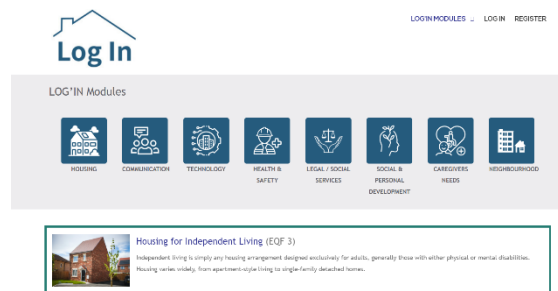 LOG'IN MODULES LOG IN REGISTER
Log In
LOG'IN Modules
HOUSING COMMUNICATION TECHNOLOGY HEALTH & SAFETY LEGAL / SOCIAL SERVICES SOCIAL & PERSONAL DEVELOPMENT CAREGIVERS NEEDS NEIGHBOURHOOD
Housing for Independent Living (EQF 3)
Independent living is simply any housing arrangement designed exclusively for adults, generally those with either physical or mental disabilities.
Housing varies widely, from apartment-style living to single-family detached homes.